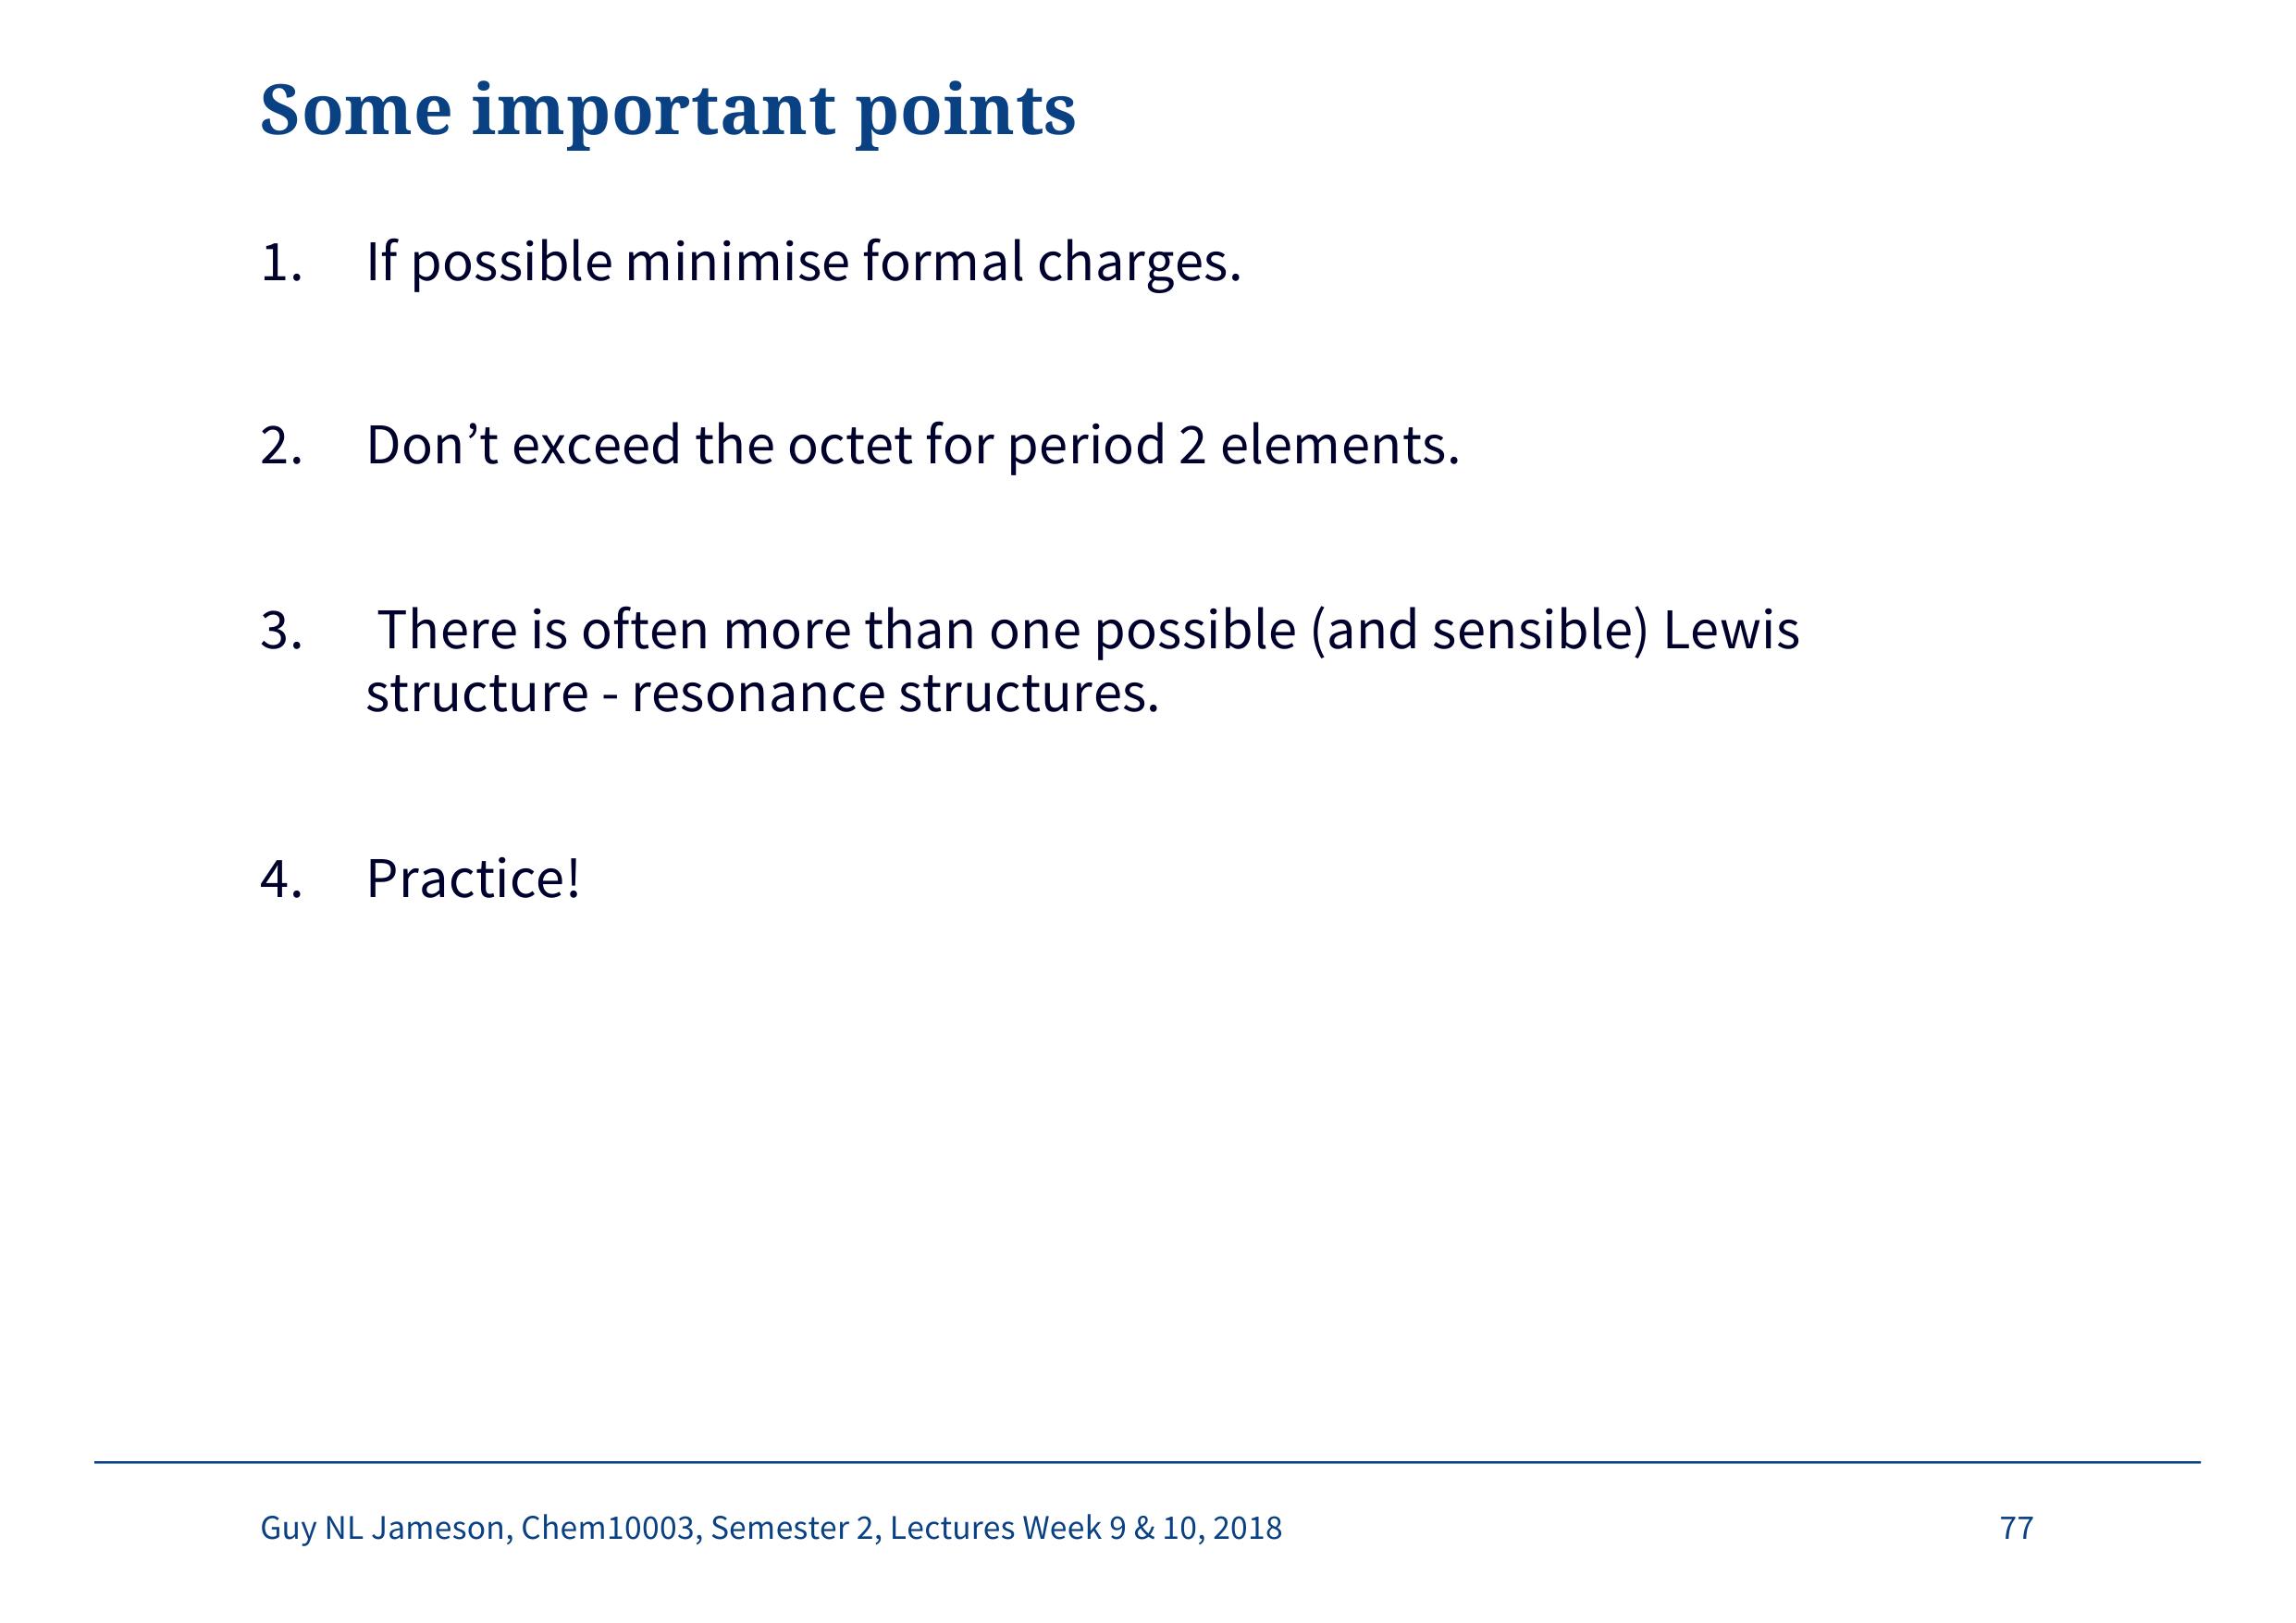 Some important points
1. If possible minimise formal charges.
2. Don’t exceed the octet for period 2 elements.
3. There is often more than one possible (and sensible) Lewis
structure - resonance structures.
4. Practice!
Guy NL Jameson, Chem10003, Semester 2, Lectures Week 9 & 10, 2018 77